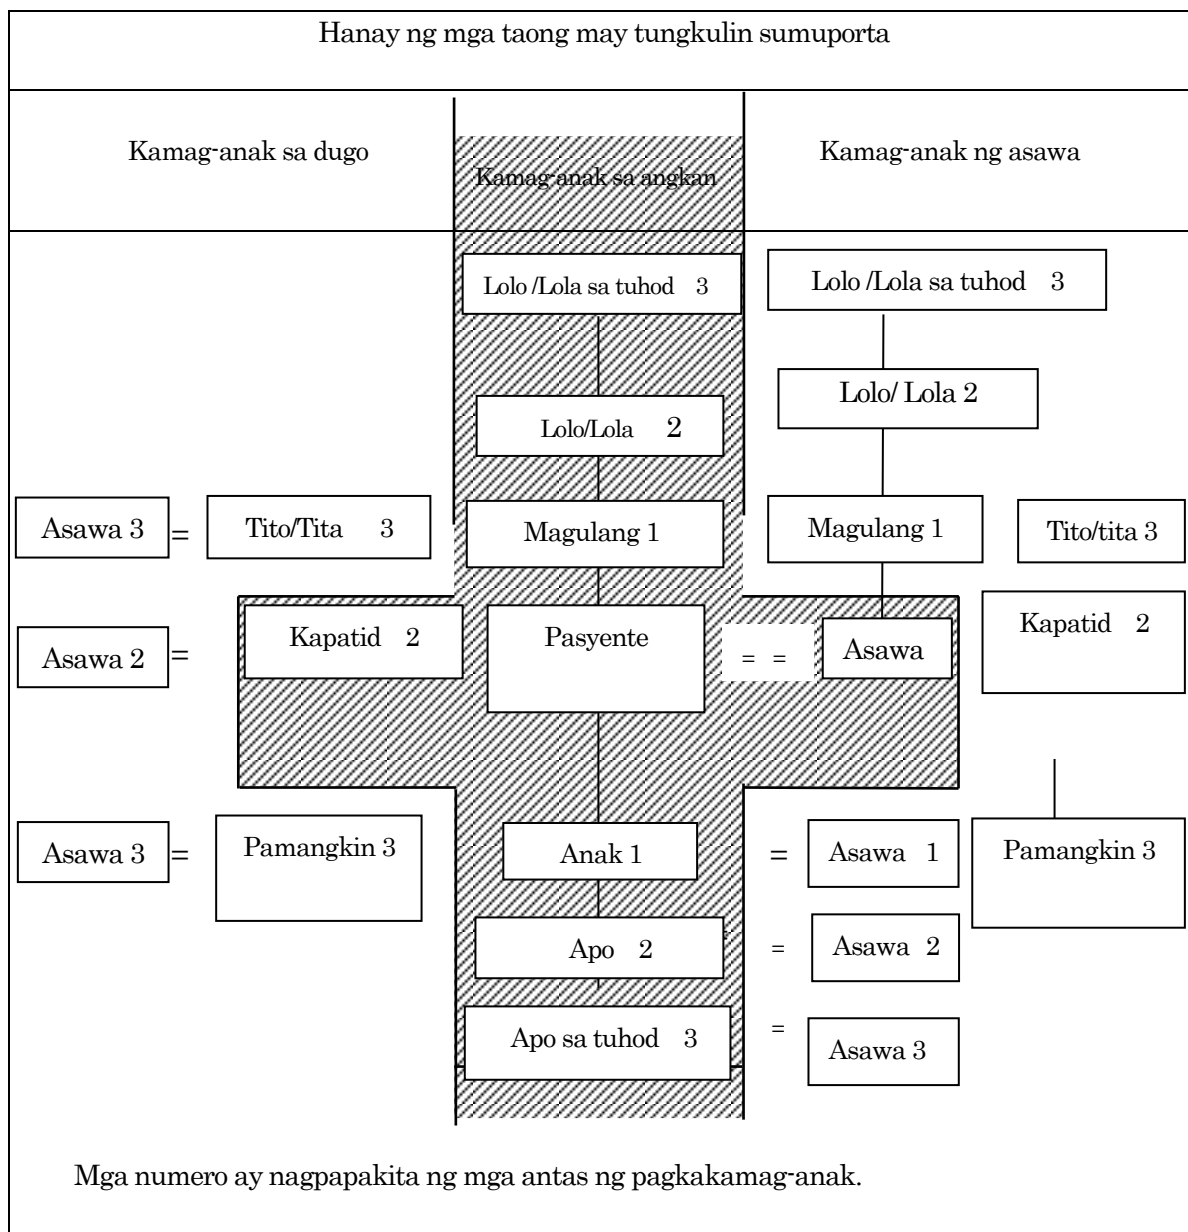 Hanay ng mga taong may tungkulin sumuporta
Kamag-anak sa dugo
Kamag-anak sa angkan
Kamag-anak ng asawa
Lolo /Lola sa tuhod 3
Lolo /Lola sa tuhod 3
Lolo/Lola 2
Lolo/ Lola 2
Asawa 3
=
Tito/Tita 3
Magulang 1
Magulang 1
Tito/tita 3
Asawa 2
=
Kapatid 2
Pasyente
= =
Asawa
Kapatid 2
Asawa 3
=
Pamangkin 3
Anak 1
=
Asawa 1
Pamangkin 3
Apo 2
=
Asawa 2
Apo sa tuhod 3
=
Asawa 3
Mga numero ay nagpapakita ng mga antas ng pagkakamag-anak.